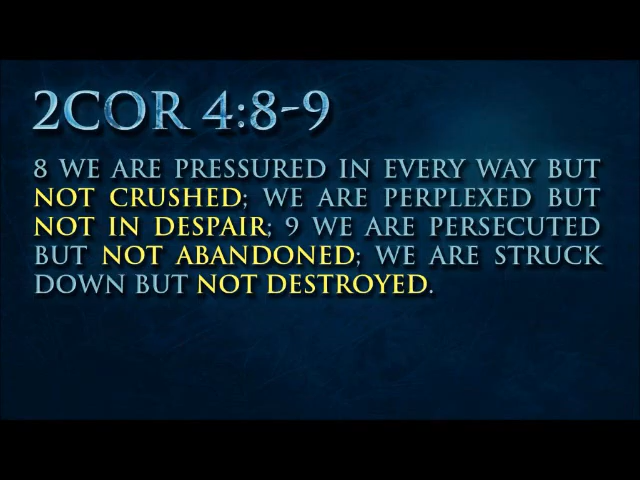 2COR 4:8-9
8 WE ARE PRESSURED IN EVERY WAY BUT
NOT CRUSHED; WE ARE PERPLEXED BUT
NOT IN DESPAIR; 9 WE ARE PERSECUTED
BUT NOT ABANDONED; WE ARE STRUCK
DOWN BUT NOT DESTROYED.